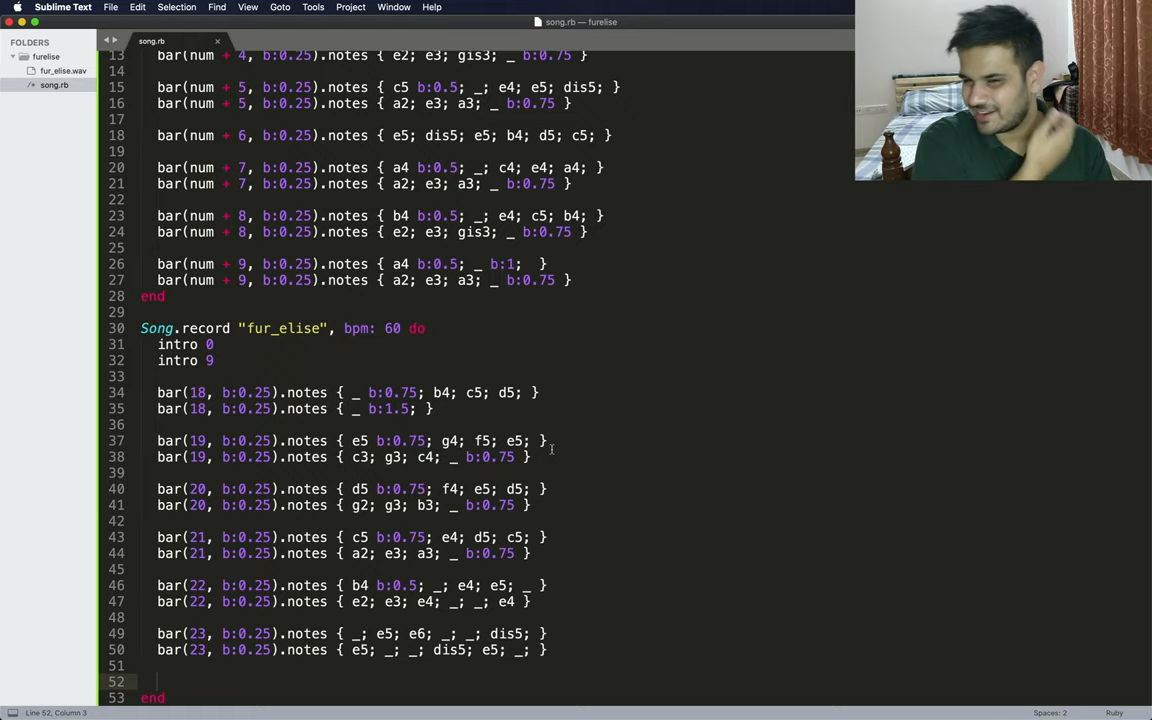 Sublime Text File Edit Selection Find View Goto Tools Project Window Help
song.rb — furelise
FOLDERS
furelise
fur_elise.wav
song.rb
song.rb
13 bar(num + 4, b:0.25).notes { e2; e3; gis3; _ b:0.75 }
14
15 bar(num + 5, b:0.25).notes { c5 b:0.5; _; e4; e5; dis5; }
16 bar(num + 5, b:0.25).notes { a2; e3; a3; _ b:0.75 }
17
18 bar(num + 6, b:0.25).notes { e5; dis5; e5; b4; d5; c5; }
19
20 bar(num + 7, b:0.25).notes { a4 b:0.5; _; c4; e4; a4; }
21 bar(num + 7, b:0.25).notes { a2; e3; a3; _ b:0.75 }
22
23 bar(num + 8, b:0.25).notes { b4 b:0.5; _; e4; c5; b4; }
24 bar(num + 8, b:0.25).notes { e2; e3; gis3; _ b:0.75 }
25
26 bar(num + 9, b:0.25).notes { a4 b:0.5; _ b:1;  }
27 bar(num + 9, b:0.25).notes { a2; e3; a3; _ b:0.75 }
28 end
29
30 Song.record "fur_elise", bpm: 60 do
31 intro 0
32 intro 9
33
34 bar(18, b:0.25).notes { _ b:0.75; b4; c5; d5; }
35 bar(18, b:0.25).notes { _ b:1.5; }
36
37 bar(19, b:0.25).notes { e5 b:0.75; g4; f5; e5; }
38 bar(19, b:0.25).notes { c3; g3; c4; _ b:0.75 }
39
40 bar(20, b:0.25).notes { d5 b:0.75; f4; e5; d5; }
41 bar(20, b:0.25).notes { g2; g3; b3; _ b:0.75 }
42
43 bar(21, b:0.25).notes { c5 b:0.75; e4; d5; c5; }
44 bar(21, b:0.25).notes { a2; e3; a3; _ b:0.75 }
45
46 bar(22, b:0.25).notes { b4 b:0.5; _; e4; e5; _ }
47 bar(22, b:0.25).notes { e2; e3; e4; _; _; e4 }
48
49 bar(23, b:0.25).notes { _; e5; e6; _; _; dis5; }
50 bar(23, b:0.25).notes { e5; _; _; dis5; e5; _; }
51
52
53 end
Line 52, Column 3
Spaces: 2 Ruby